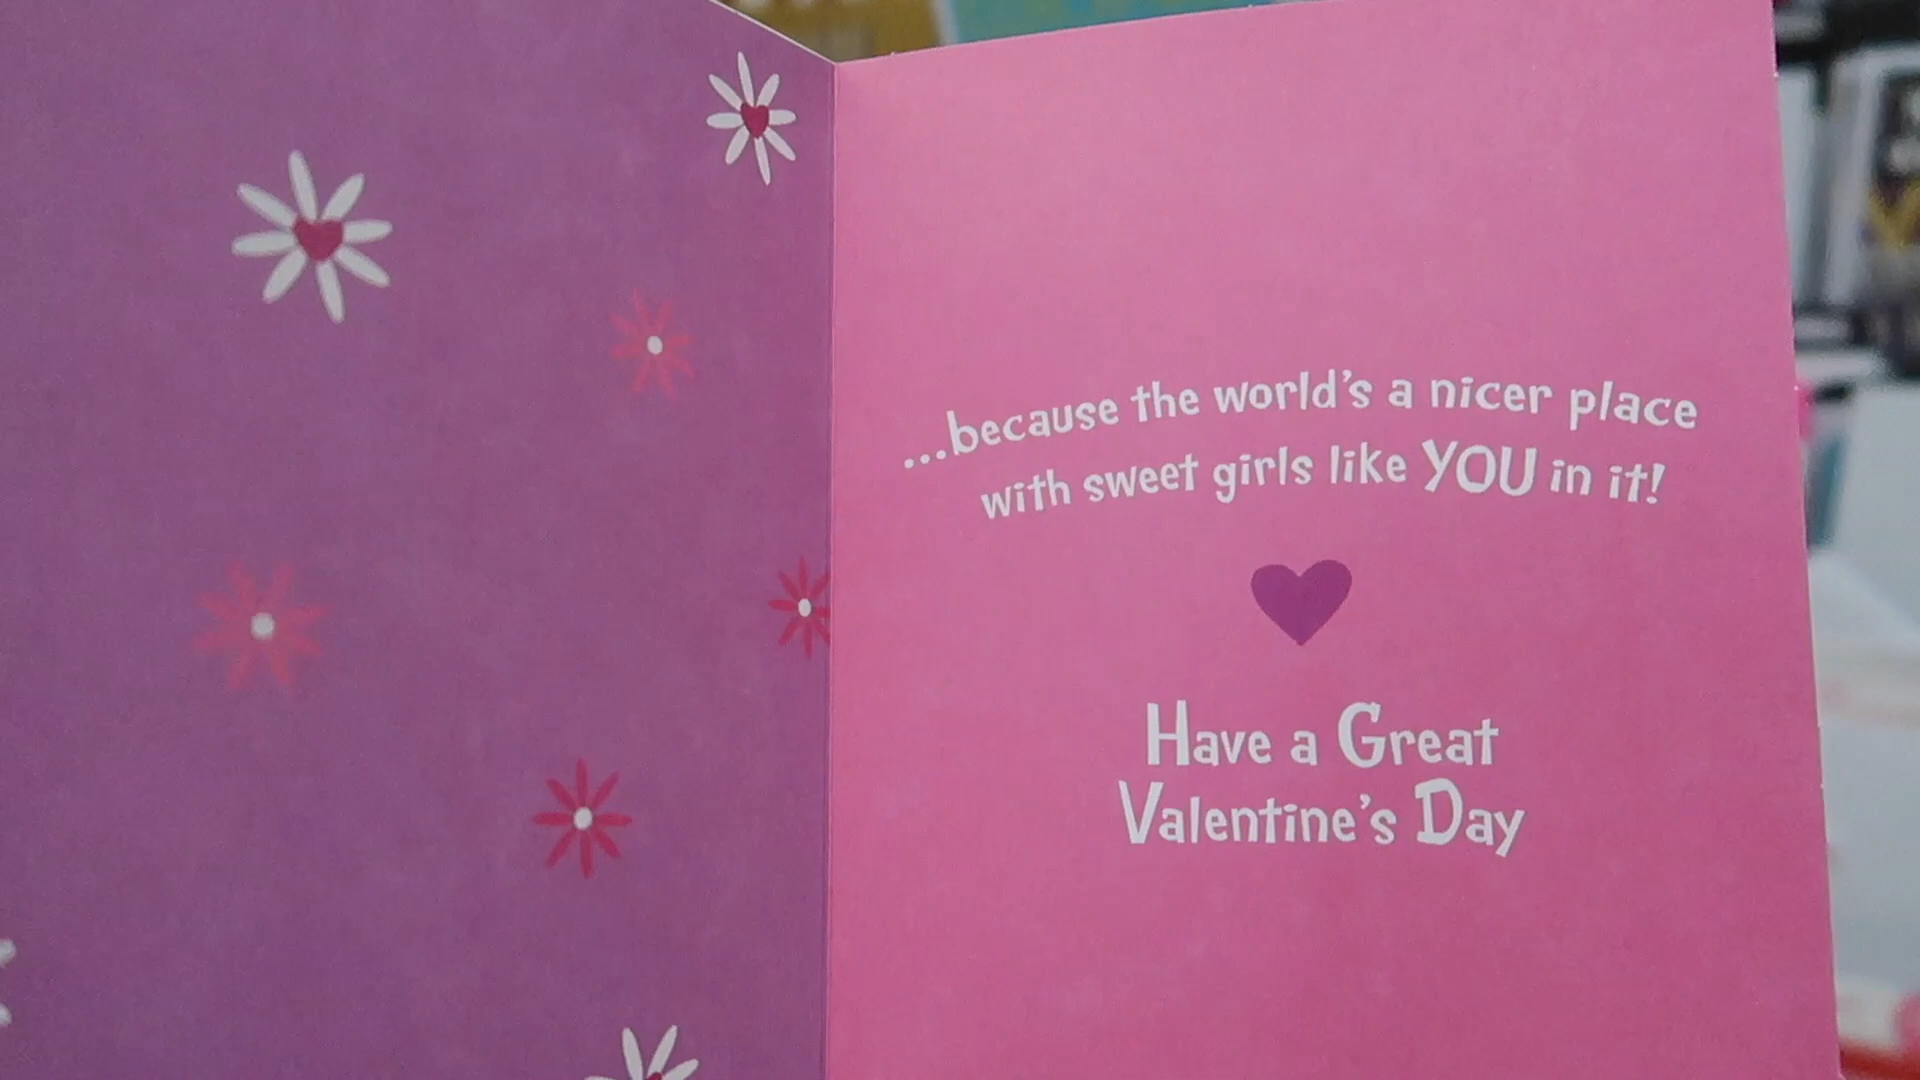 ...because the world's a nicer place
with sweet girls like YOU in it!
Have a Great
Valentine's Day